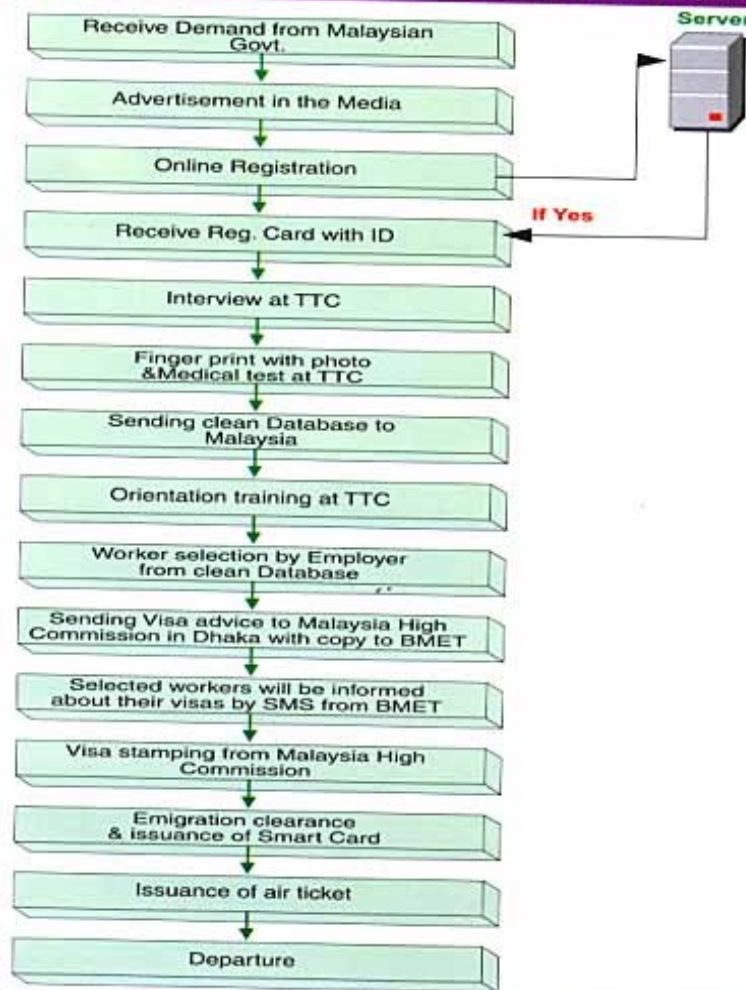 Receive Demand from Malaysian
Govt.
Server
Advertisement in the Media
Online Registration
If Yes
Receive Reg. Card with ID
Interview at TTC
Finger print with photo
&Medical test at TTC
Sending clean Database to
Malaysia
Orientation training at TTC
Worker selection by Employer
from clean Database
Sending Visa advice to Malaysia High
Commission in Dhaka with copy to BMET
Selected workers will be informed
about their visas by SMS from BMET
Visa stamping from Malaysia High
Commission
Emigration clearance
& issuance of Smart Card
Issuance of air ticket
Departure